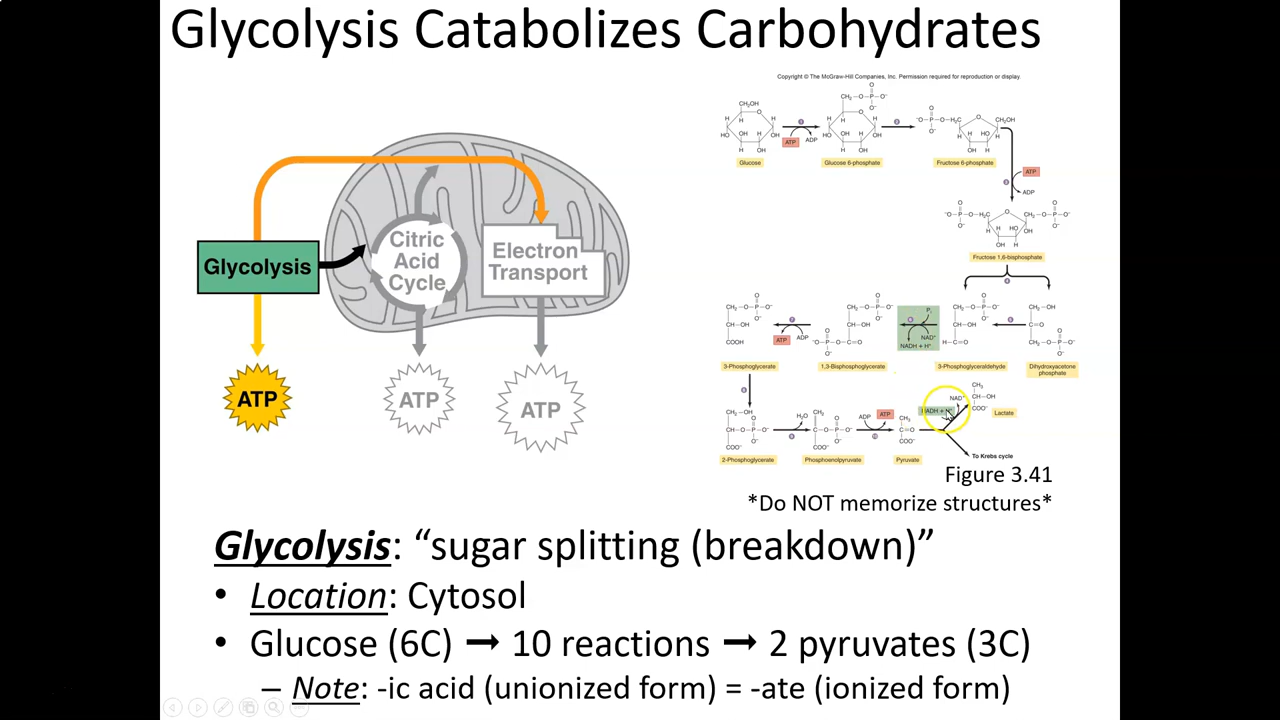 Glycolysis Catabolizes Carbohydrates
Copyright © The McGraw-Hill Companies, Inc. Permission required for reproduction or display.
Glycolysis
Citric
Acid
Cycle
Electron
Transport
ATP
ATP
ATP
Glucose
ATP
ADP
Glucose 6-phosphate
Fructose 6-phosphate
ATP
ADP
Fructose 1,6-bisphosphate
3-Phosphoglycerate
ATP
ADP
1,3-Bisphosphoglycerate
NAD⁺
NADH + H⁺
3-Phosphoglyceraldehyde
Dihydroxyacetone
phosphate
2-Phosphoglycerate
H₂O
Phosphoenolpyruvate
ADP
ATP
Pyruvate
NADH + H⁺
NAD⁺
Lactate
To Krebs cycle
Figure 3.41
*Do NOT memorize structures*
Glycolysis: “sugar splitting (breakdown)”
• Location: Cytosol
• Glucose (6C) ➞ 10 reactions ➞ 2 pyruvates (3C)
– Note: -ic acid (unionized form) = -ate (ionized form)